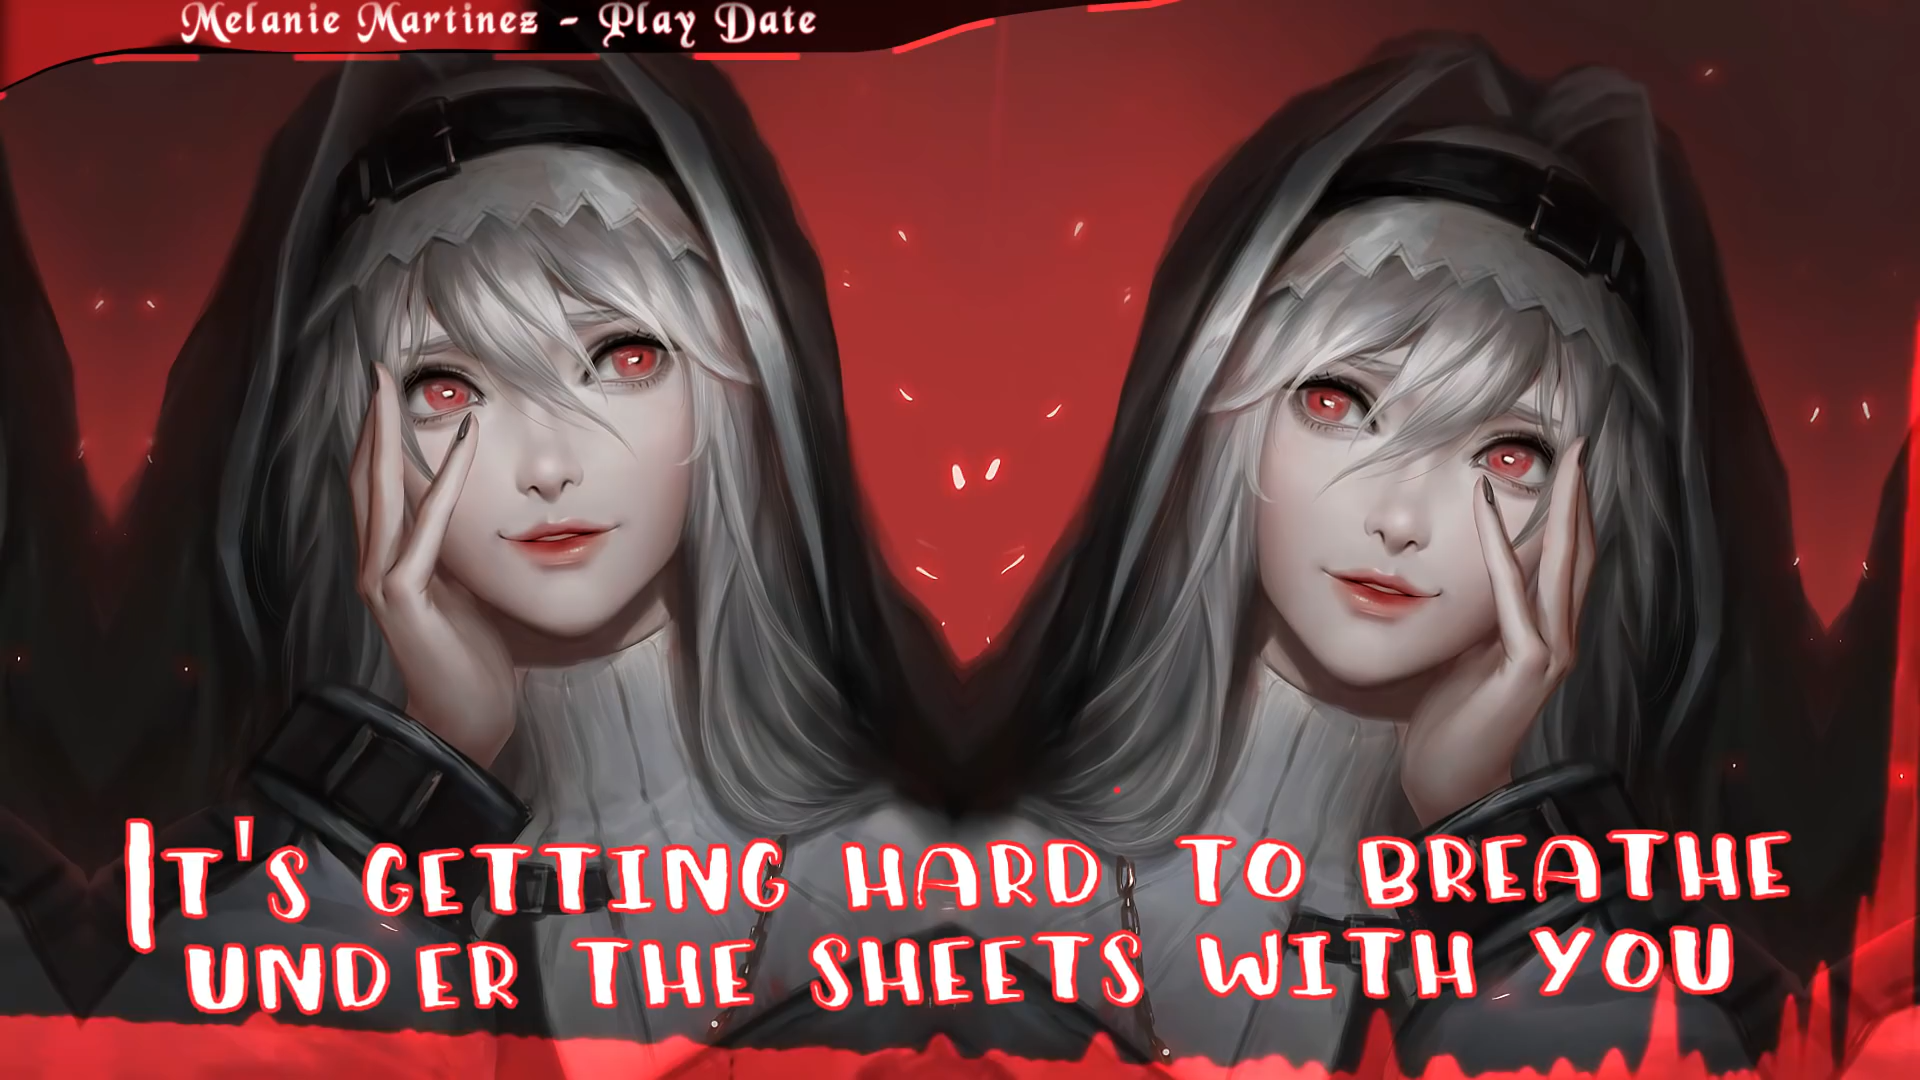 Melanie Martinez - Play Date
IT'S GETTING HARD TO BREATHE
UNDER THE SHEETS WITH YOU